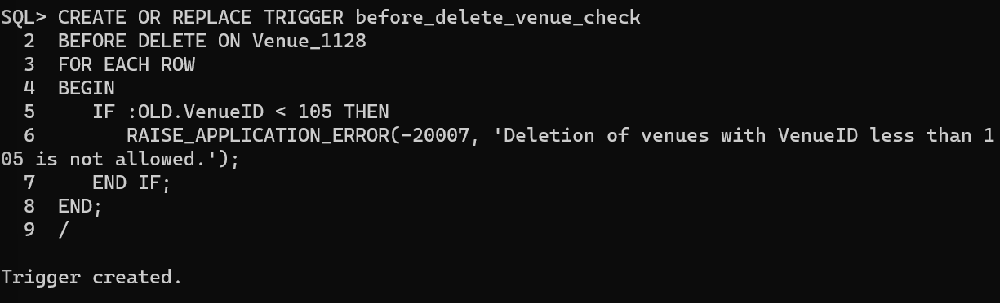 SQL> CREATE OR REPLACE TRIGGER before_delete_venue_check
  2  BEFORE DELETE ON Venue_1128
  3  FOR EACH ROW
  4  BEGIN
  5     IF :OLD.VenueID < 105 THEN
  6        RAISE_APPLICATION_ERROR(-20007, 'Deletion of venues with VenueID less than 1
05 is not allowed.');
  7     END IF;
  8  END;
  9  /
Trigger created.